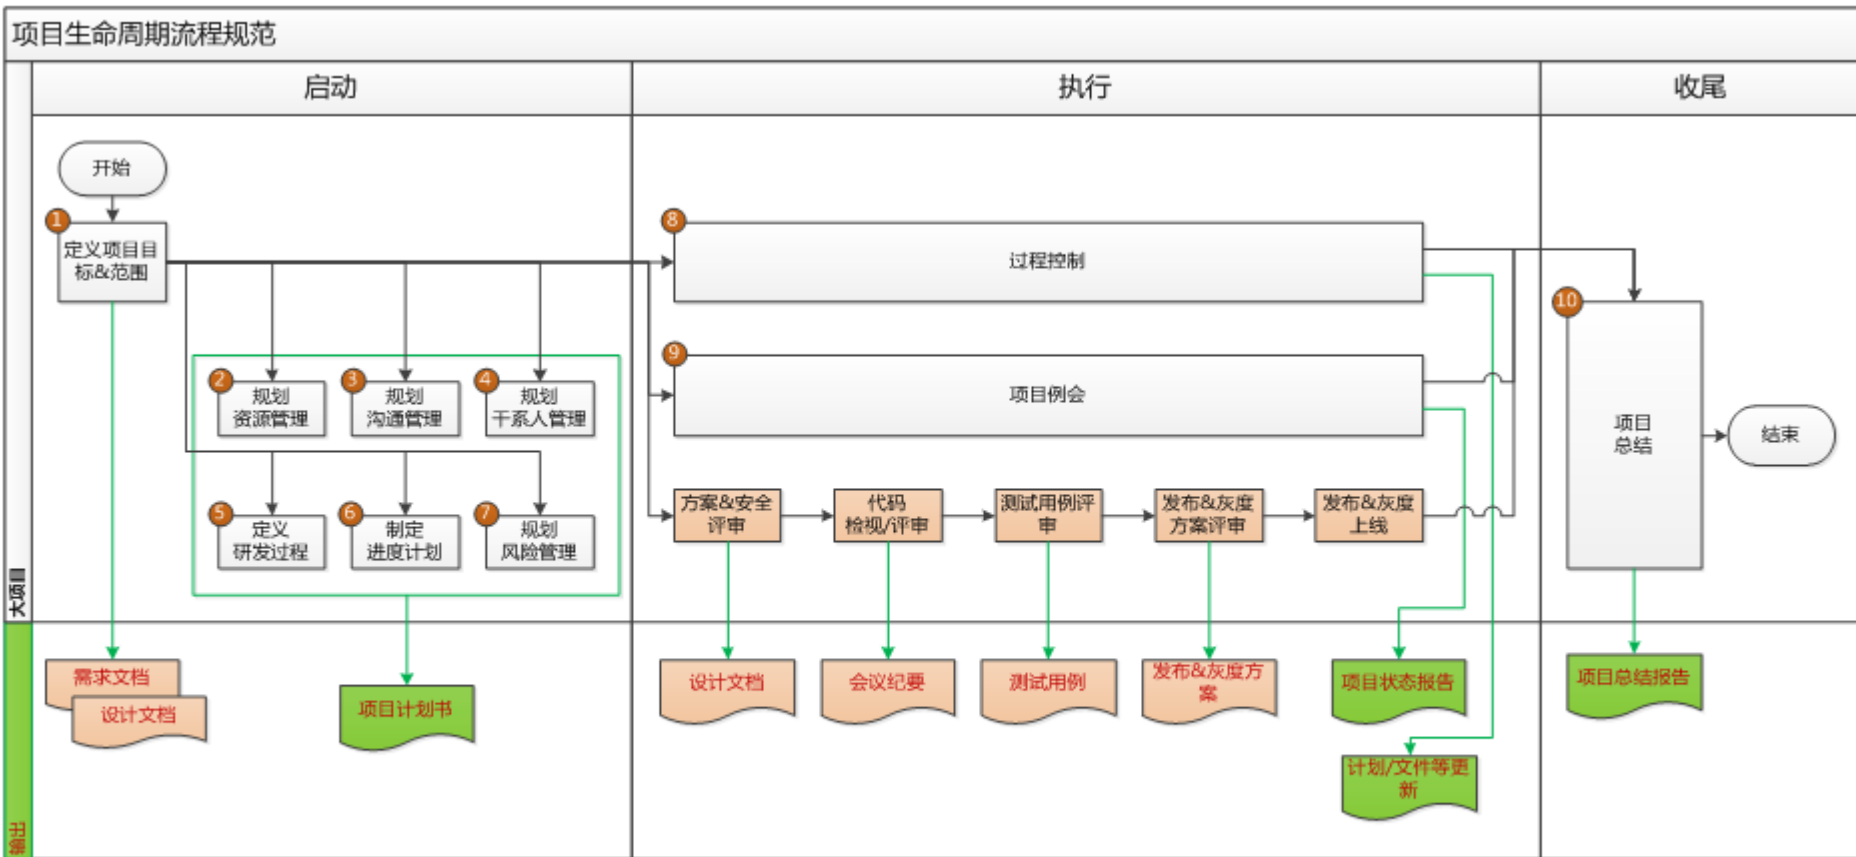 项目生命周期流程规范
启动
执行
收尾
开始
1
定义项目目
标&范围
8
过程控制
10
项目
总结
结束
9
项目例会
2
规划
资源管理
3
规划
沟通管理
4
规划
干系人管理
5
定义
研发过程
6
制定
进度计划
7
规划
风险管理
方案&安全
评审
代码
检视/评审
测试用例评
审
发布&灰度
方案评审
发布&灰度
上线
大项目
需求文档
设计文档
项目计划书
设计文档
会议纪要
测试用例
发布&灰度方
案
项目状态报告
计划/文件等更
新
项目总结报告
输出